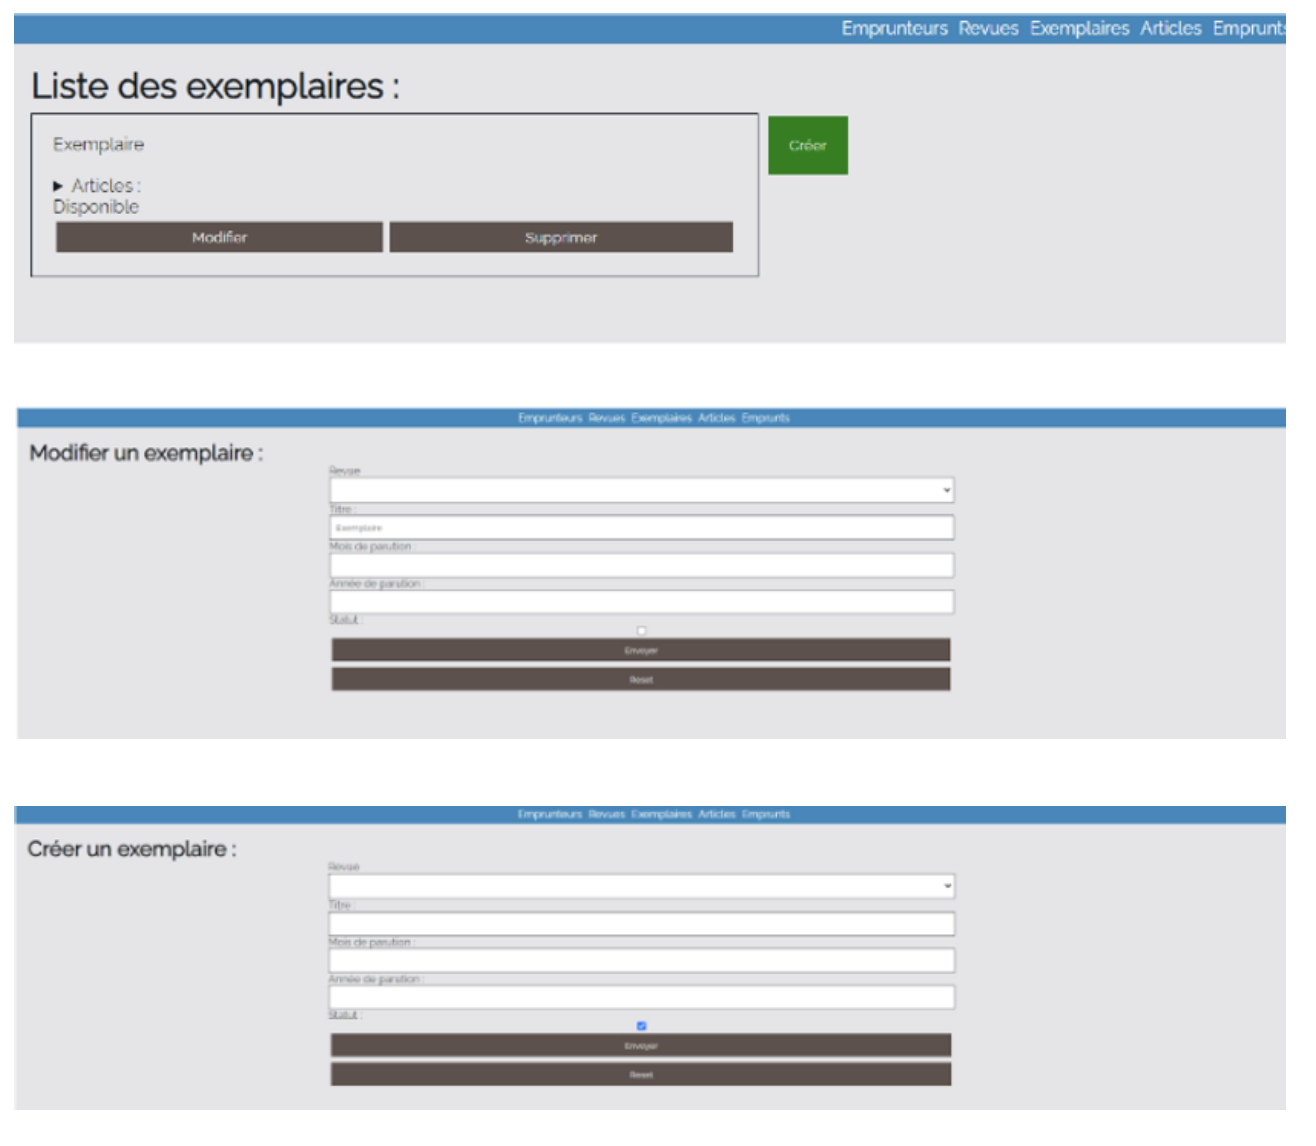 Emprunteurs Revues Exemplaires Articles Emprunts
Liste des exemplaires :
Exemplaire
Créer
▶ Articles :
Disponible
Modifier Supprimer
Emprunteurs Revues Exemplaires Articles Emprunts
Modifier un exemplaire :
Revue
Titre :
Exemplaire
Mois de parution :
Année de parution :
Statut :
Envoyer
Reset
Emprunteurs Revues Exemplaires Articles Emprunts
Créer un exemplaire :
Revue
Titre :
Mois de parution :
Année de parution :
Statut :
Envoyer
Reset